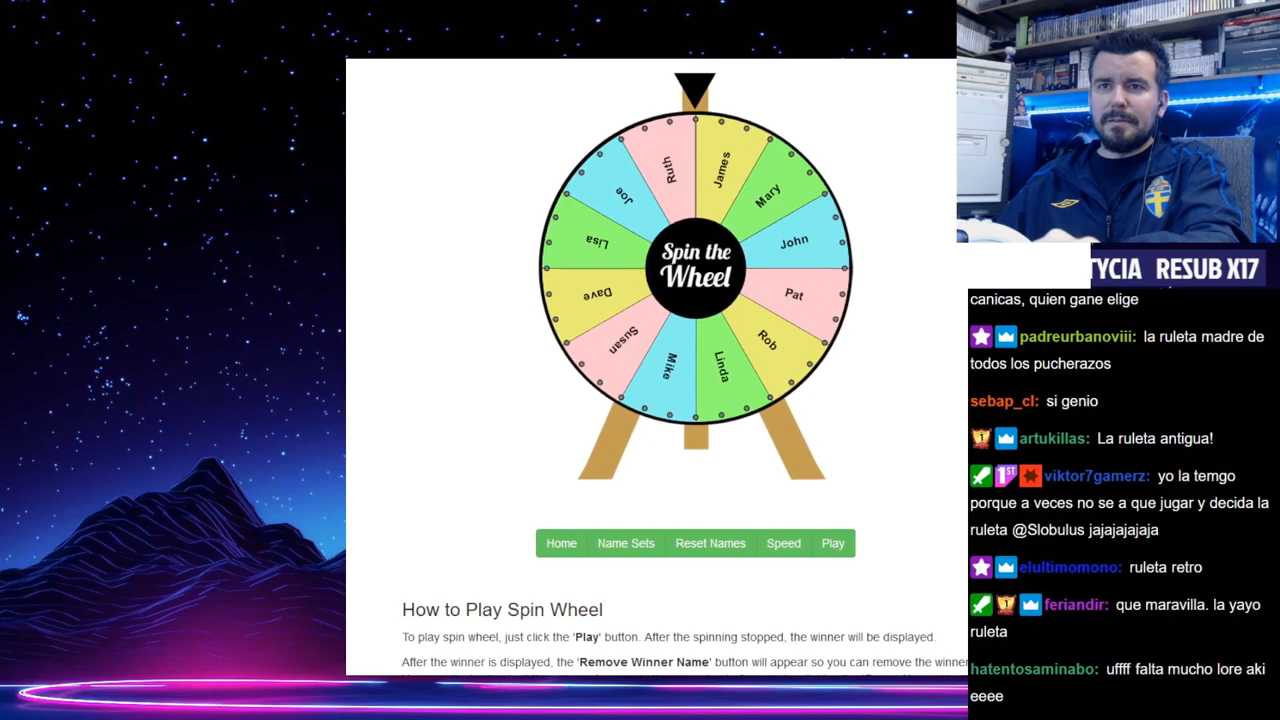 Ruth
James
Mary
Joe
John
Lisa
Spin the
Wheel
Pat
Dave
Rob
Susan
Linda
Mike
Home Name Sets Reset Names Speed Play
How to Play Spin Wheel
To play spin wheel, just click the 'Play' button. After the spinning stopped, the winner will be displayed.
After the winner is displayed, the 'Remove Winner Name' button will appear so you can remove the winner
TYCIA RESUB X17
canicas, quien gane elige
padreurbanoviii: la ruleta madre de
todos los pucherazos
sebap_cl: si genio
1 artukillas: La ruleta antigua!
1ST viktor7gamerz: yo la temgo
porque a veces no se a que jugar y decida la
ruleta @Slobulus jajajajajaja
elultimomono: ruleta retro
1 feriandir: que maravilla. la yayo
ruleta
hatentosaminabo: uffff falta mucho lore aki
eeee